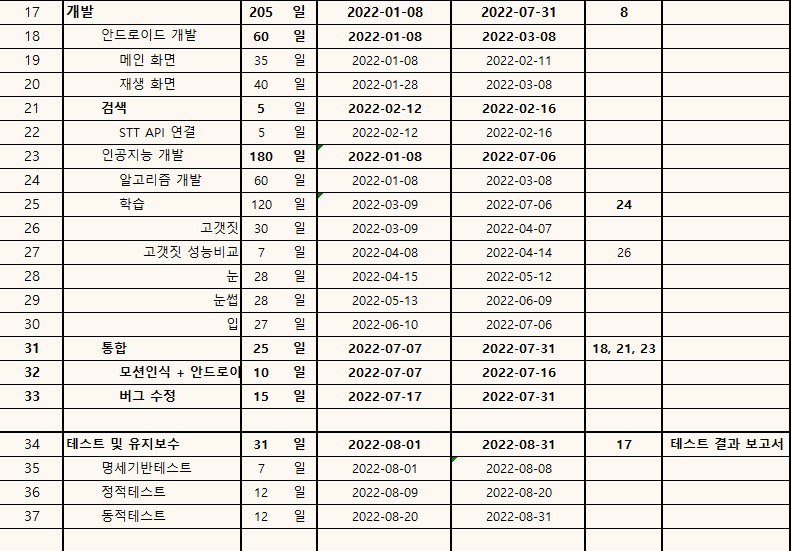 17 개발 205 일 2022-01-08 2022-07-31 8
18 안드로이드 개발 60 일 2022-01-08 2022-03-08
19 메인 화면 35 일 2022-01-08 2022-02-11
20 재생 화면 40 일 2022-01-28 2022-03-08
21 검색 5 일 2022-02-12 2022-02-16
22 STT API 연결 5 일 2022-02-12 2022-02-16
23 인공지능 개발 180 일 2022-01-08 2022-07-06
24 알고리즘 개발 60 일 2022-01-08 2022-03-08
25 학습 120 일 2022-03-09 2022-07-06 24
26 고갯짓 30 일 2022-03-09 2022-04-07
27 고갯짓 성능비교 7 일 2022-04-08 2022-04-14 26
28 눈 28 일 2022-04-15 2022-05-12
29 눈썹 28 일 2022-05-13 2022-06-09
30 입 27 일 2022-06-10 2022-07-06
31 통합 25 일 2022-07-07 2022-07-31 18, 21, 23
32 모션인식 + 안드로이 10 일 2022-07-07 2022-07-16
33 버그 수정 15 일 2022-07-17 2022-07-31
34 테스트 및 유지보수 31 일 2022-08-01 2022-08-31 17 테스트 결과 보고서
35 명세기반테스트 7 일 2022-08-01 2022-08-08
36 정적테스트 12 일 2022-08-09 2022-08-20
37 동적테스트 12 일 2022-08-20 2022-08-31